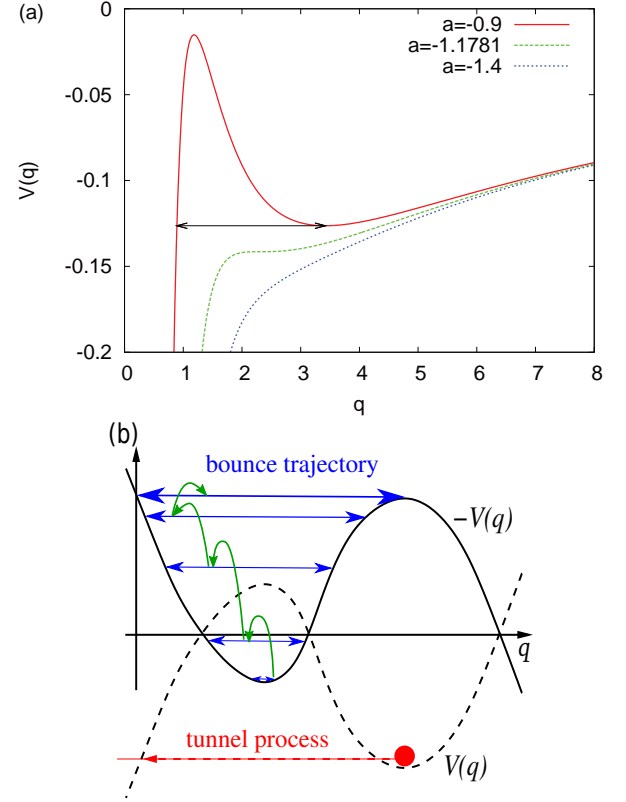 (a)
0
a=-0.9
a=-1.1781
a=-1.4
-0.05
V(q)
-0.1
-0.15
-0.2
0 1 2 3 4 5 6 7 8
q
(b)
bounce trajectory
−V(q)
q
tunnel process
V(q)